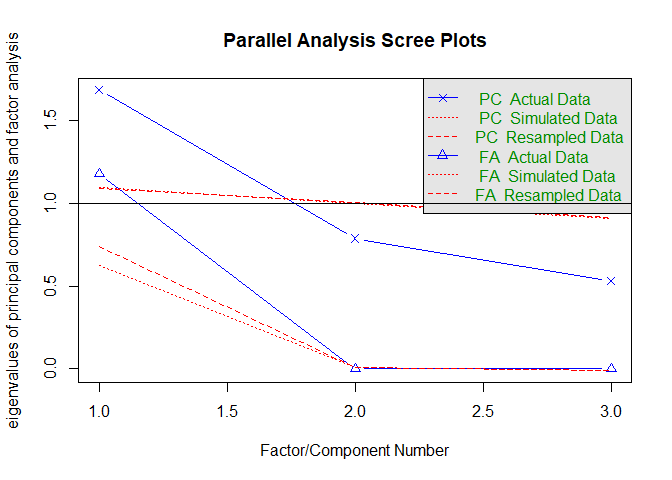 Parallel Analysis Scree Plots
eigenvalues of principal components and factor analysis
1.5
1.0
0.5
0.0
PC Actual Data
PC Simulated Data
PC Resampled Data
FA Actual Data
FA Simulated Data
FA Resampled Data
1.0 1.5 2.0 2.5 3.0
Factor/Component Number